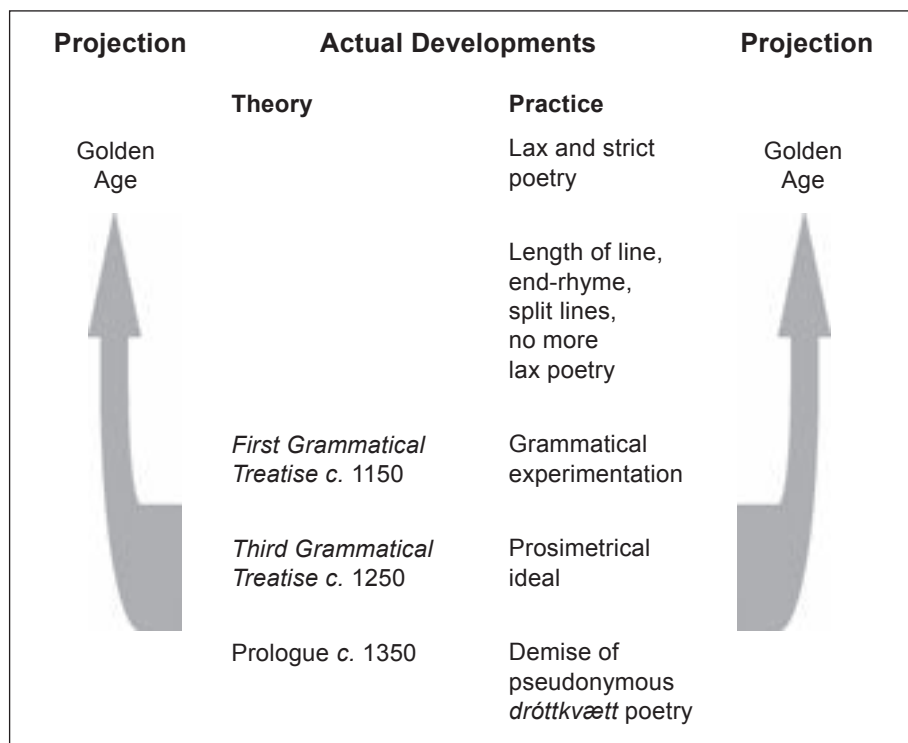 Projection
Actual Developments
Projection
Theory
Practice
Golden
Age
Lax and strict
poetry
Golden
Age
Length of line,
end-rhyme,
split lines,
no more
lax poetry
First Grammatical
Treatise c. 1150
Grammatical
experimentation
Third Grammatical
Treatise c. 1250
Prosimetrical
ideal
Prologue c. 1350
Demise of
pseudonymous
dróttkvætt poetry